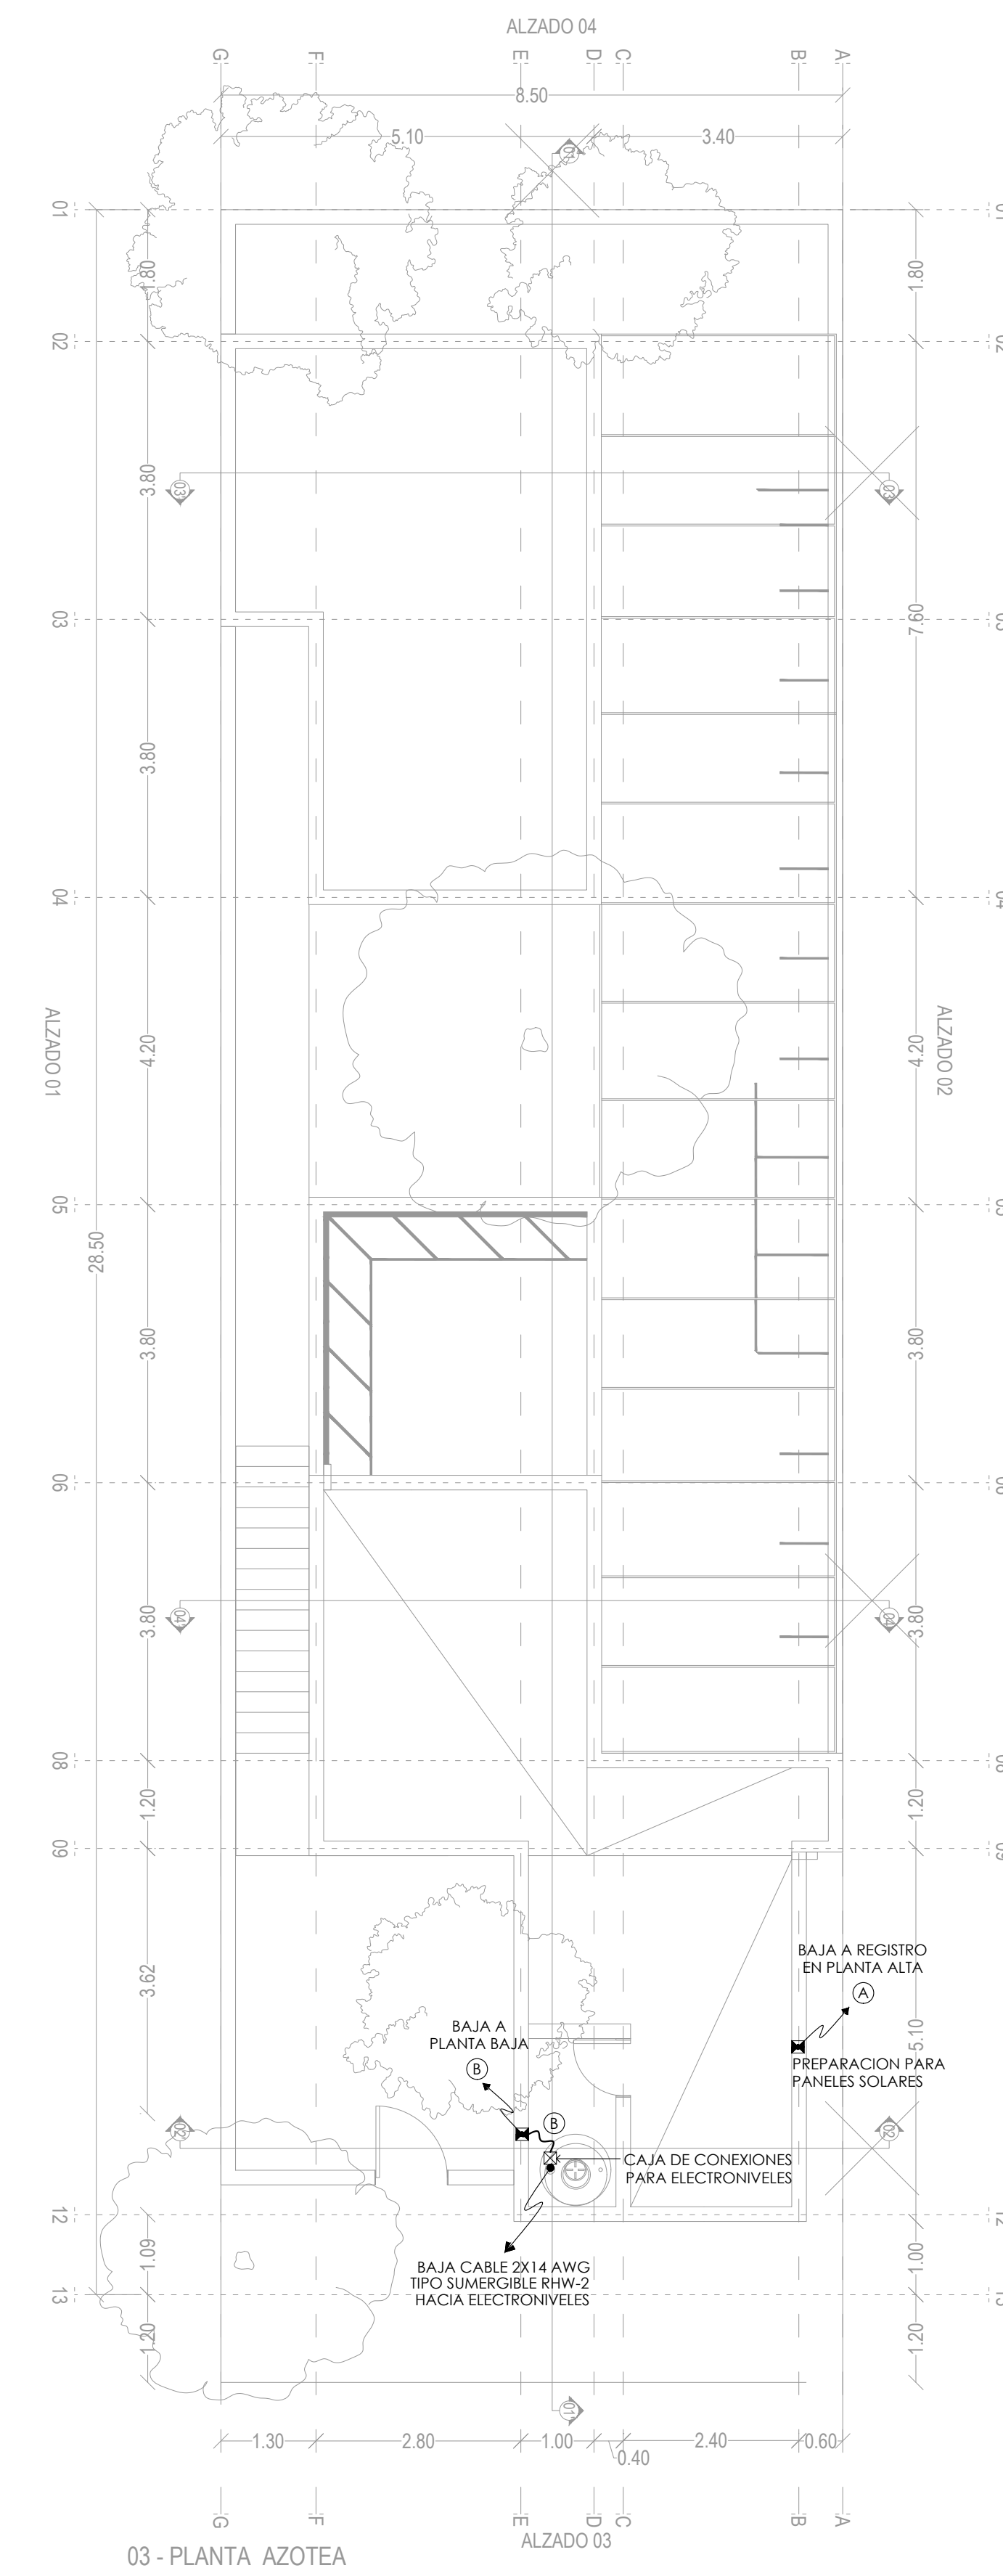 ALZADO 04
G
F
E
D
C
B
A
8.50
5.10
3.40
01
01
1.80
1.80
02
03'
3.80
03
03
7.60
3.80
04
ALZADO 01
4.20
4.20
ALZADO 02
05
28.50
3.80
3.80
06
04'
3.80
3.80
04
08
1.20
1.20
09
3.62
5.10
BAJA A REGISTRO
EN PLANTA ALTA
A
PREPARACION PARA
PANELES SOLARES
BAJA A
PLANTA BAJA
B
B
02'
02
CAJA DE CONEXIONES
PARA ELECTRONIVELES
12
1.09
1.00
BAJA CABLE 2X14 AWG
TIPO SUMERGIBLE RHW-2
HACIA ELECTRONIVELES
13
1.20
1.20
01'
1.30
2.80
1.00
0.40
2.40
0.60
G
F
E
D
C
B
A
ALZADO 03
03 - PLANTA AZOTEA